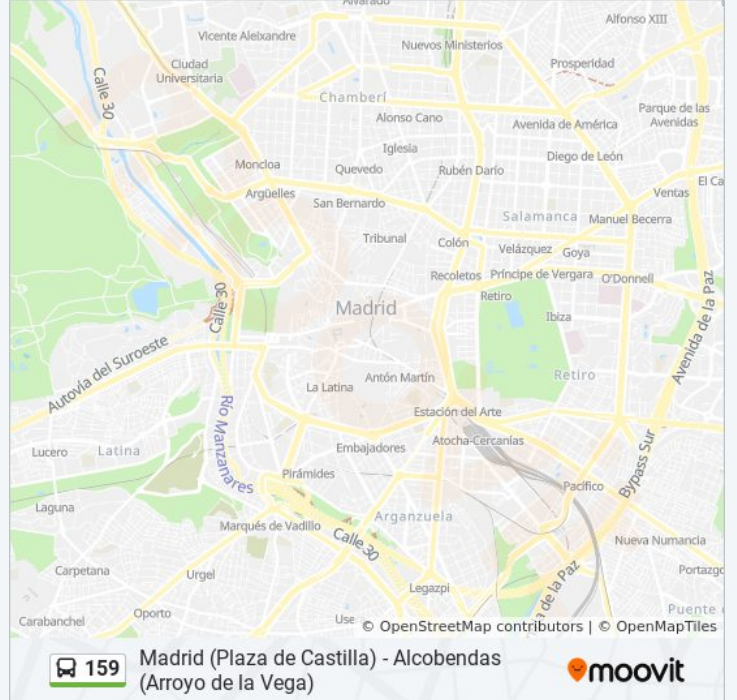 Alvarado
Alfonso XIII
Vicente Aleixandre
Nuevos Ministerios
Ciudad
Universitaria
Prosperidad
Calle 30
Chamberí
Parque de las
Avenidas
Alonso Cano
Avenida de América
Iglesia
Diego de León
Moncloa
Quevedo
Rubén Darío
El Ca
Argüelles
Ventas
San Bernardo
Salamanca
Manuel Becerra
Tribunal
Colón
Velázquez
Goya
Recoletos
Príncipe de Vergara
O'Donnell
Calle 30
Retiro
Madrid
Ibiza
Avenida de la Paz
Autovía del Suroeste
Retiro
Antón Martín
La Latina
Estación del Arte
Río Manzanares
Atocha-Cercanías
Embajadores
Lucero
Latina
Bypass Sur
Pirámides
Pacífico
Laguna
Arganzuela
Marqués de Vadillo
Calle 30
Nueva Numancia
Carpetana
Urgel
Portazgo
Legazpi
a de la Paz
Puente
Oporto
Carabanchel
Use
© OpenStreetMap contributors | © OpenMapTiles
159
Madrid (Plaza de Castilla) - Alcobendas
(Arroyo de la Vega)
moovit